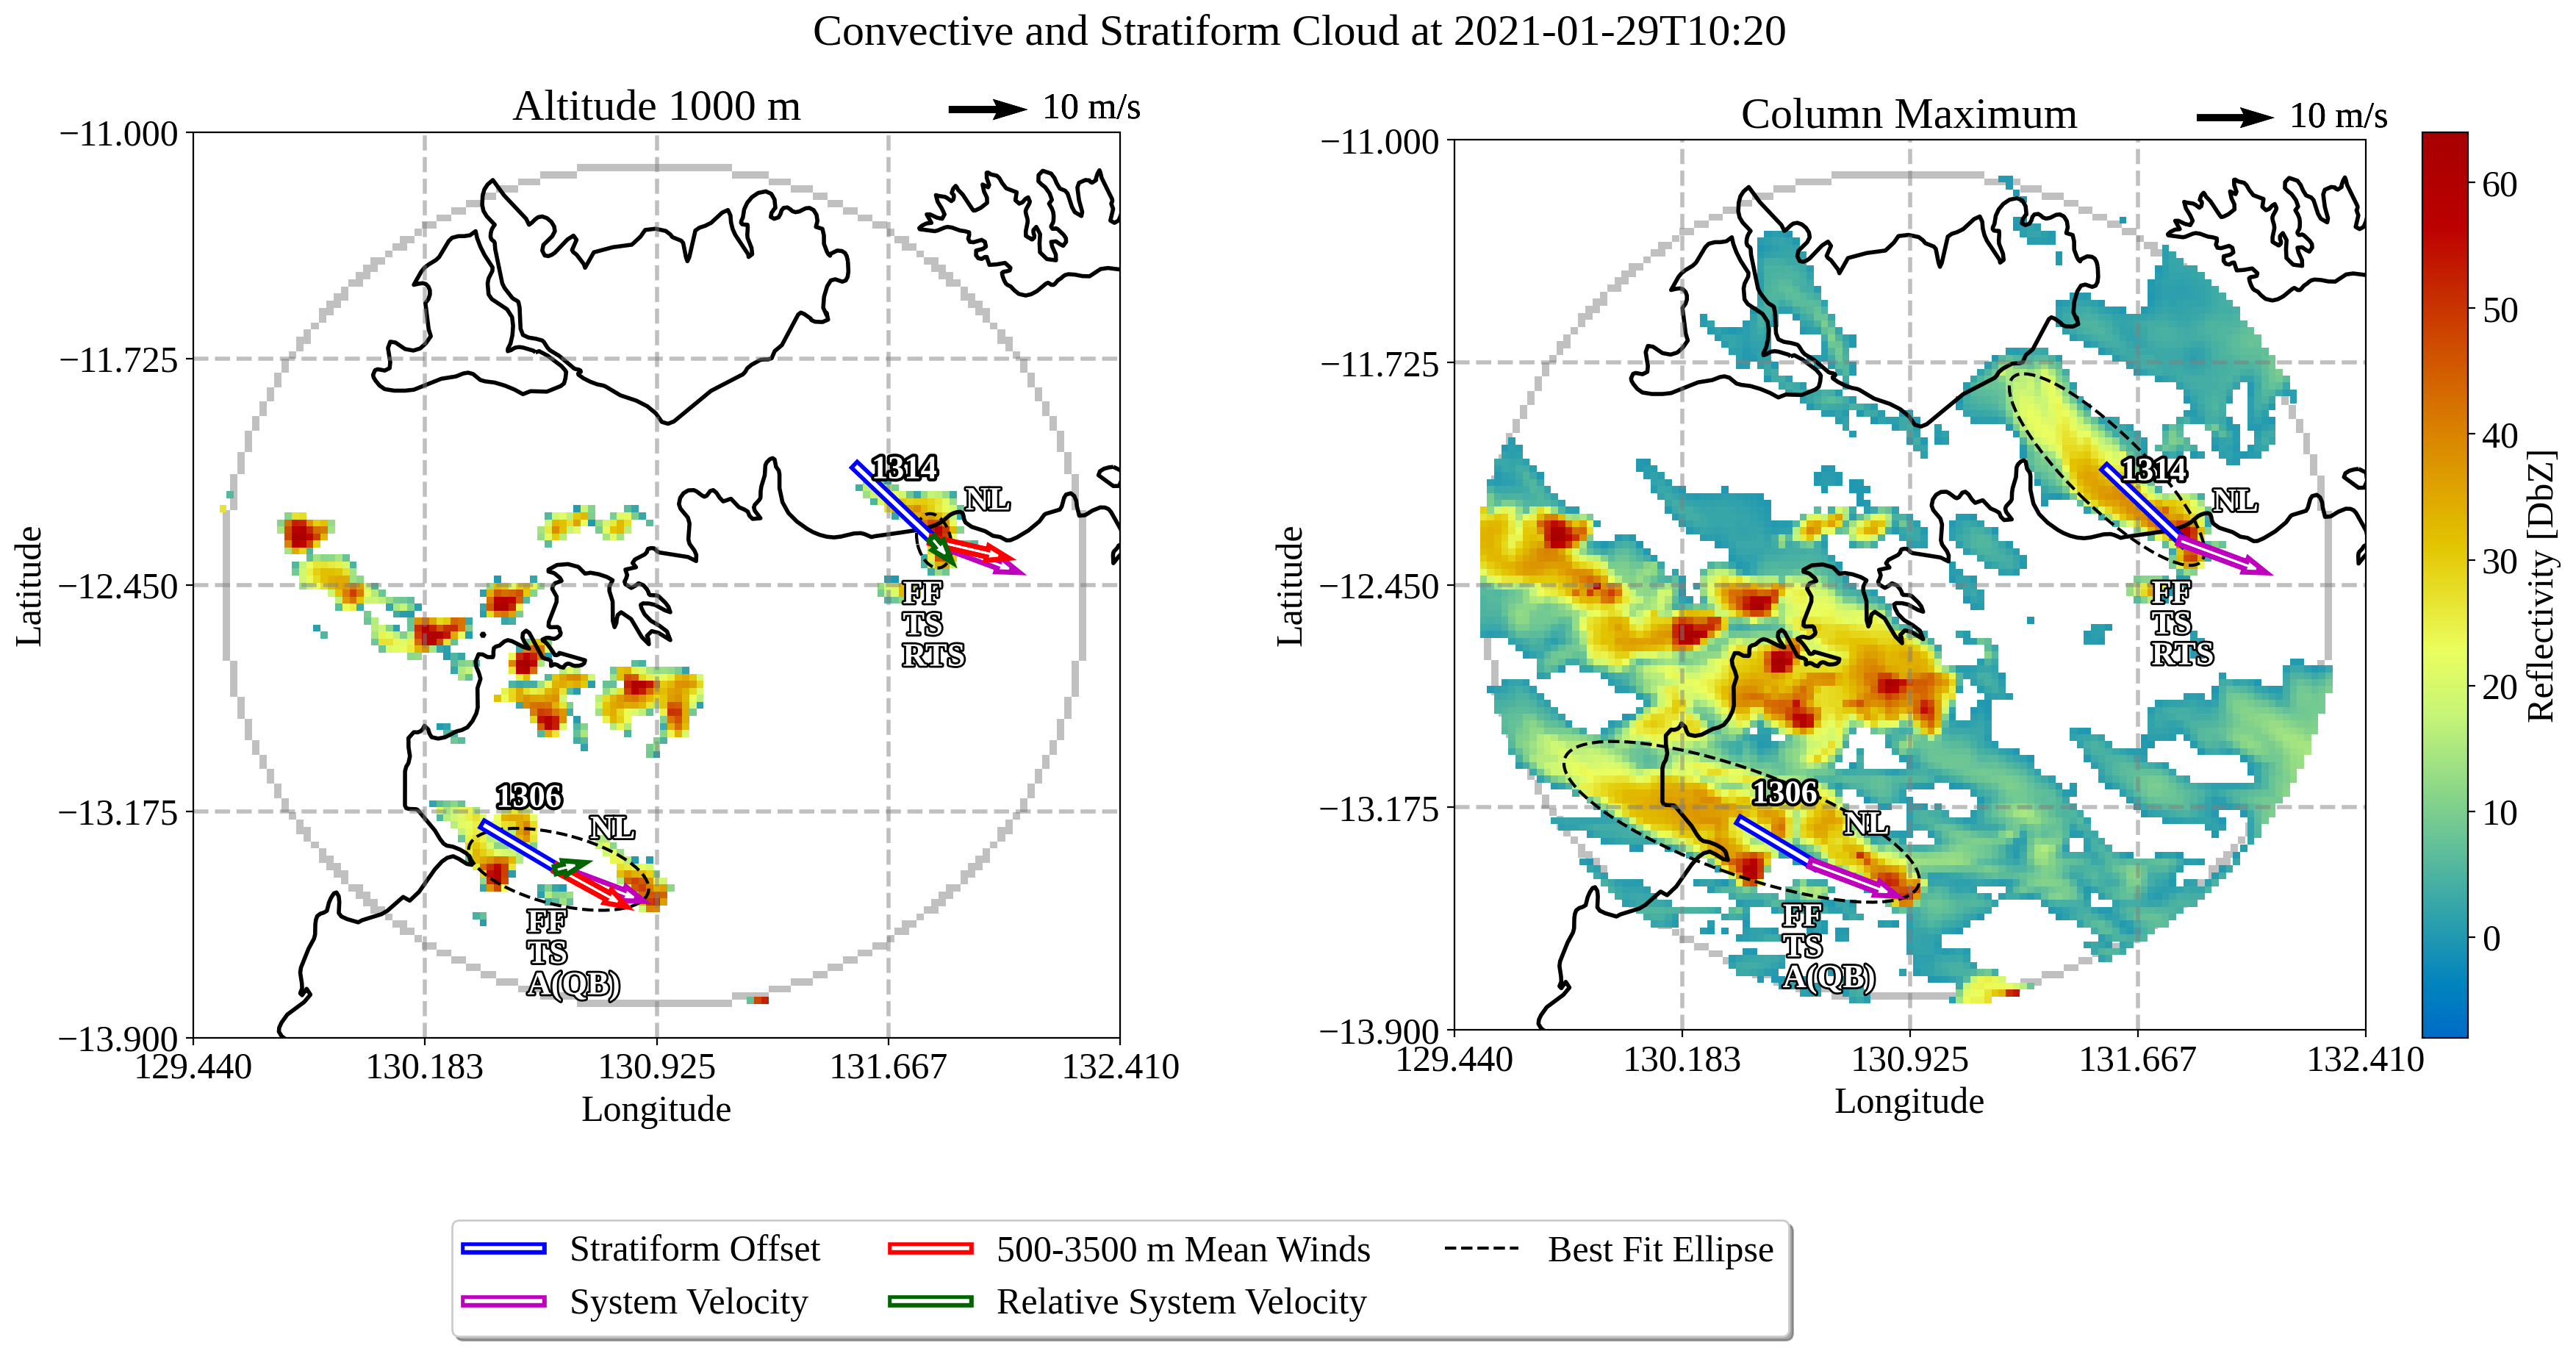 Convective and Stratiform Cloud at 2021-01-29T10:20
Altitude 1000 m
10 m/s
−11.000
−11.725
−12.450
−13.175
−13.900
129.440
130.183
130.925
131.667
132.410
Latitude
Longitude
1314
NL
FF
TS
RTS
1306
NL
FF
TS
A(QB)
Column Maximum
10 m/s
−11.000
−11.725
−12.450
−13.175
−13.900
129.440
130.183
130.925
131.667
132.410
Latitude
Longitude
1314
NL
FF
TS
RTS
1306
NL
FF
TS
A(QB)
60
50
40
30
20
10
0
Reflectivity [DbZ]
Stratiform Offset
500-3500 m Mean Winds
Best Fit Ellipse
System Velocity
Relative System Velocity